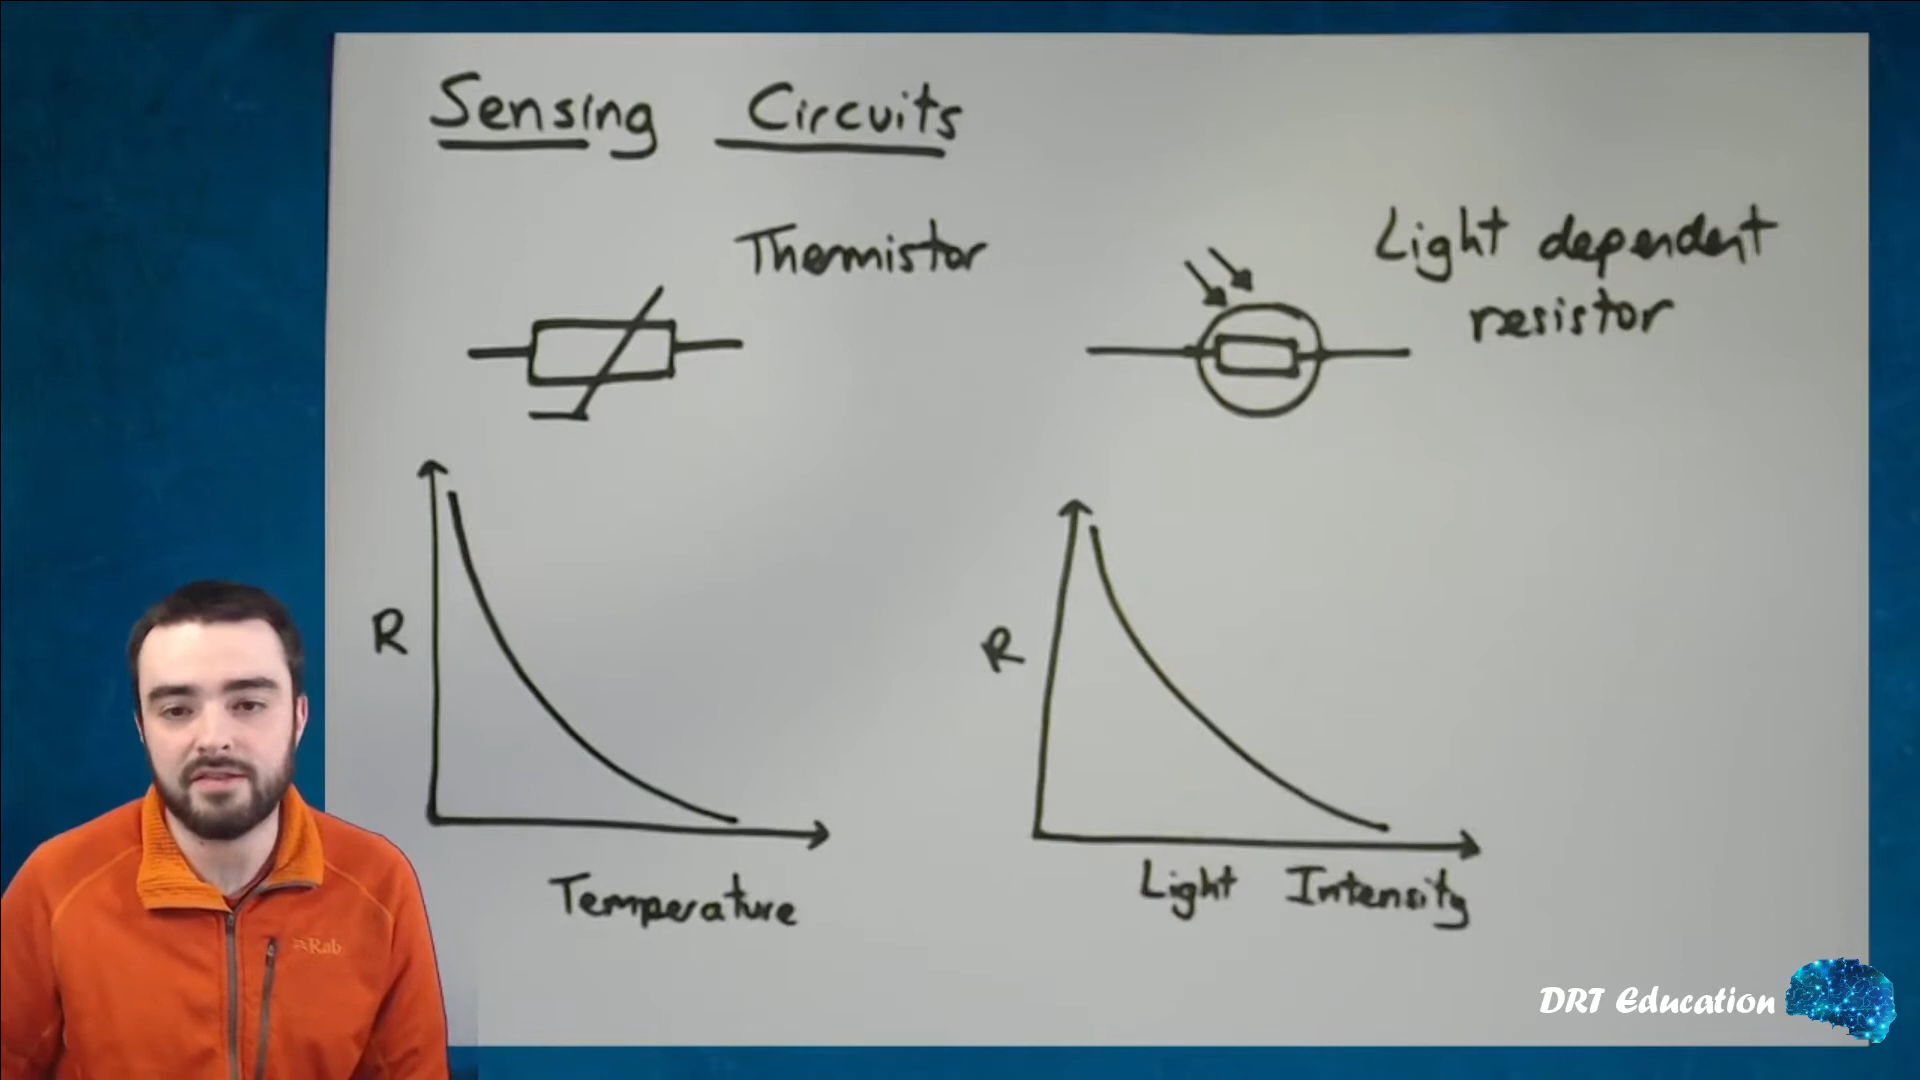 Sensing Circuits
Thermistor
Light dependent
resistor
R
Temperature
R
Light Intensity
Rab
DRT Education